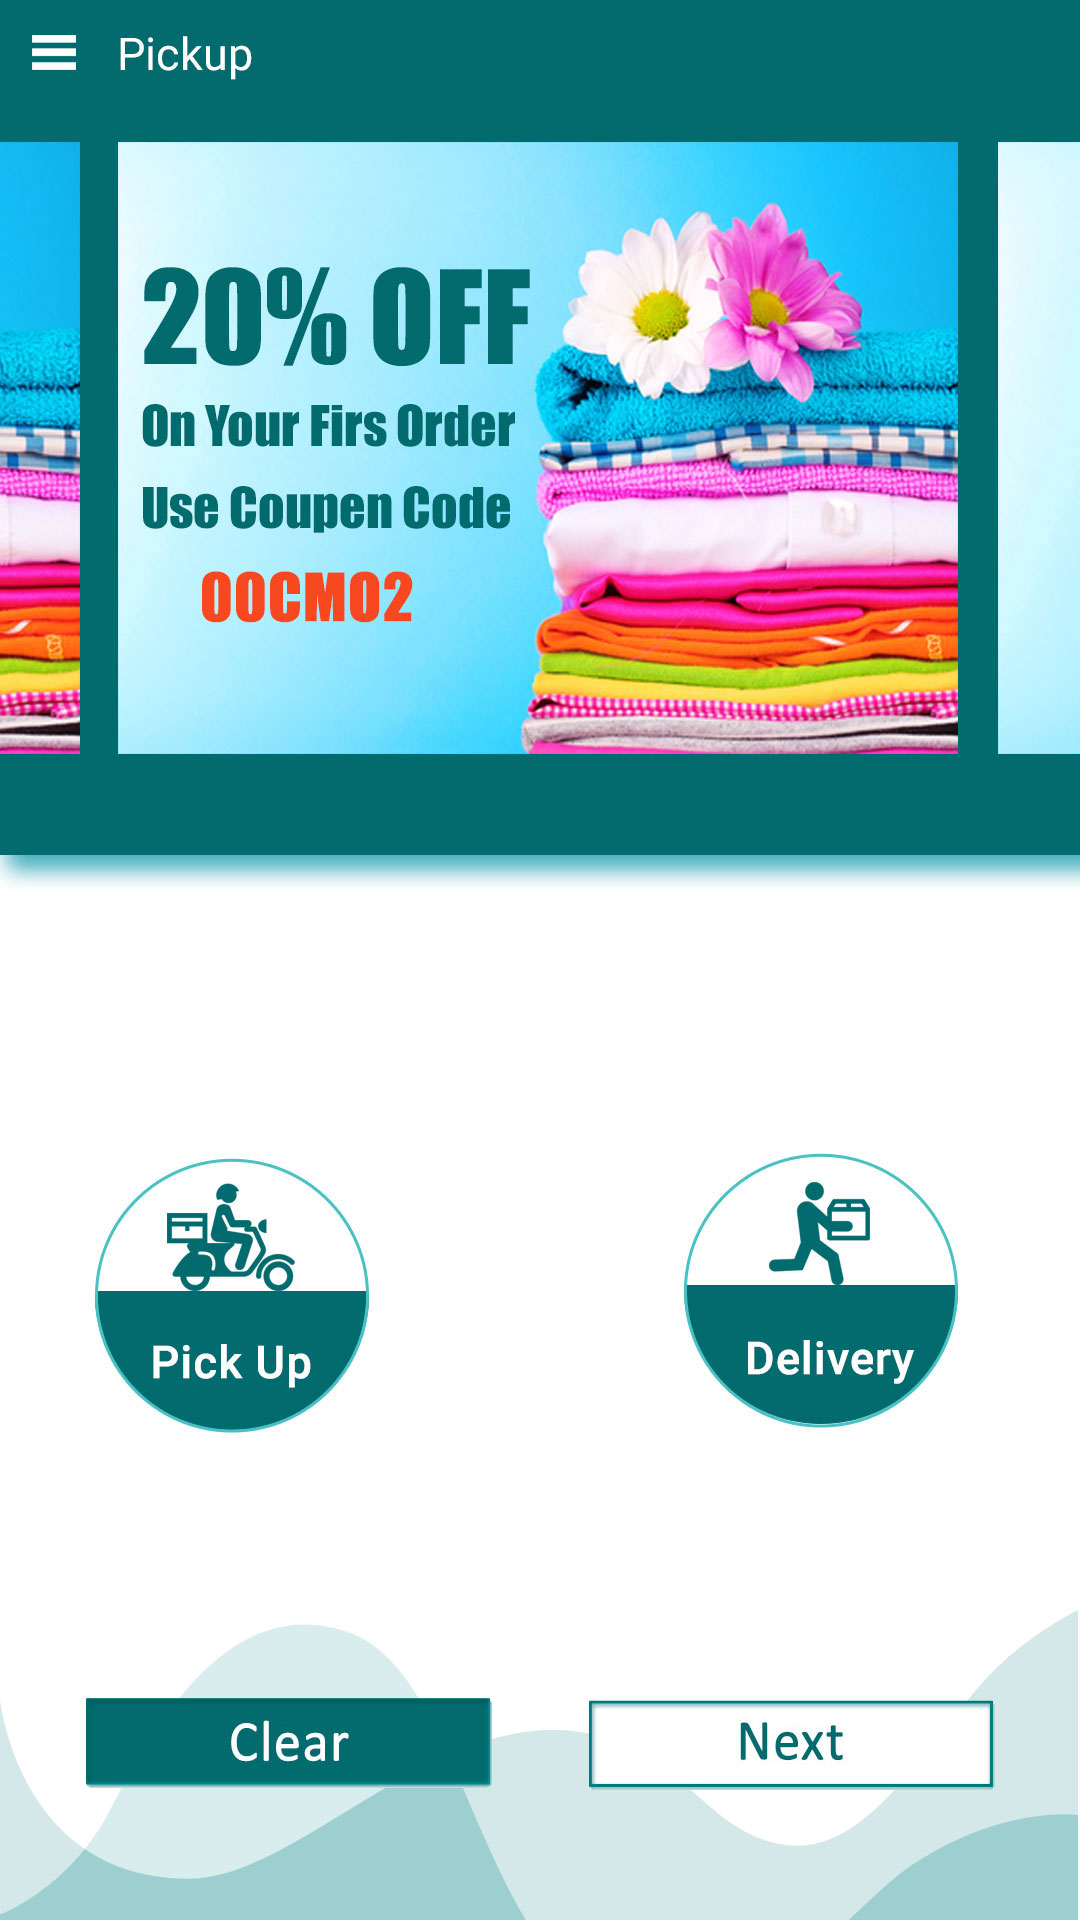 Pickup
20% OFF
On Your Firs Order
Use Coupen Code
OOCMO2
Pick Up
Delivery
Clear
Next